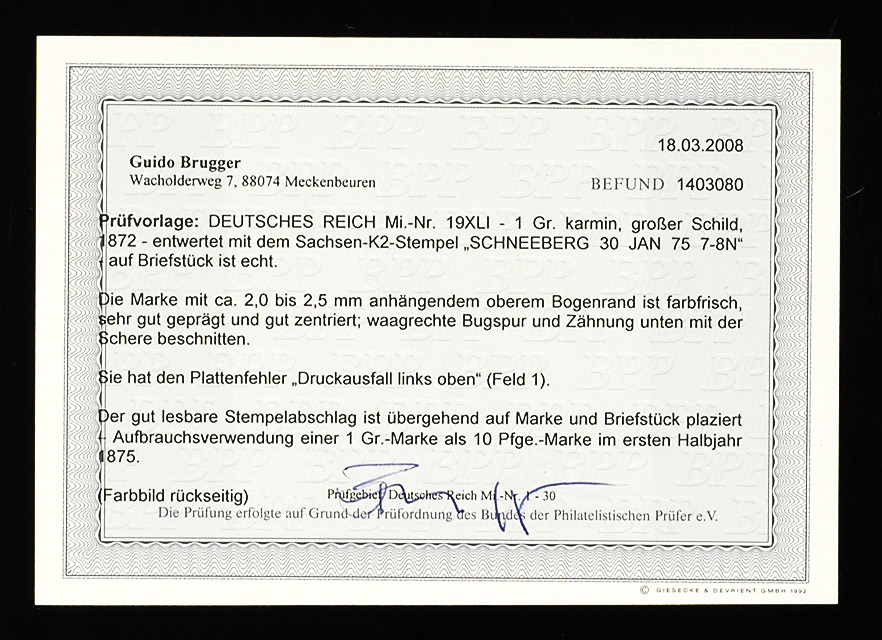 18.03.2008
Guido Brugger
Wacholderweg 7, 88074 Meckenbeuren
BEFUND 1403080
Prüfvorlage: DEUTSCHES REICH Mi.-Nr. 19XLI - 1 Gr. karmin, großer Schild,
1872 - entwertet mit dem Sachsen-K2-Stempel „SCHNEEBERG 30 JAN 75 7-8N“
- auf Briefstück ist echt.
Die Marke mit ca. 2,0 bis 2,5 mm anhängendem oberem Bogenrand ist farbfrisch,
sehr gut geprägt und gut zentriert; waagrechte Bugspur und Zähnung unten mit der
Schere beschnitten.
Sie hat den Plattenfehler „Druckausfall links oben“ (Feld 1).
Der gut lesbare Stempelabschlag ist übergehend auf Marke und Briefstück plaziert
- Aufbrauchsverwendung einer 1 Gr.-Marke als 10 Pfge.-Marke im ersten Halbjahr
1875.
(Farbbild rückseitig)
Prüfgebiet Deutsches Reich Mi.-Nr. 1 - 30
Die Prüfung erfolgte auf Grund der Prüfordnung des Bundes der Philatelistischen Prüfer e.V.
© GIESECKE & DEVRIENT GMBH 1992